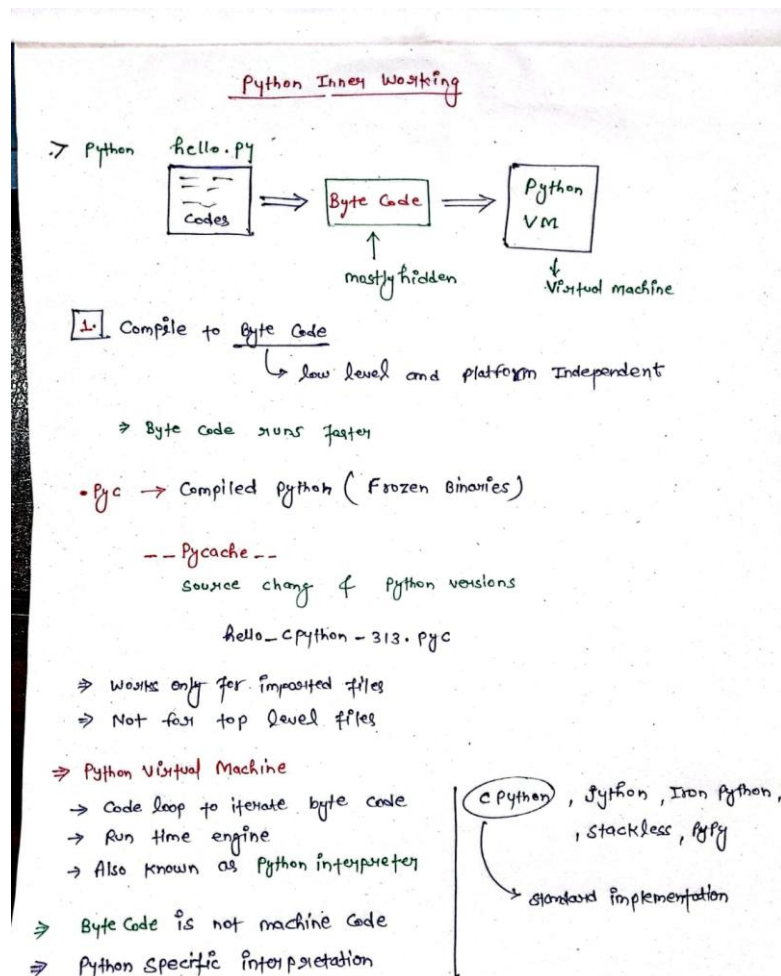 Python Inner Working
.> Python hello.py
Codes ⇒ Byte Code ⇒ Python VM
mostly hidden
Virtual machine
1. Compile to Byte Code
↳ low level and platform Independent
⇒ Byte Code runs faster
.pyc → Compiled Python ( Frozen Binaries )
--Pycache--
Source chang & Python versions
hello_CPython-313.pyc
⇒ Works only for imported files
⇒ Not for top level files
⇒ Python Virtual Machine
→ Code loop to iterate byte code
→ Run time engine
→ Also known as Python interpreter
⇒ Byte Code is not machine code
⇒ Python Specific interpretation
CPython, Jython, Iron Python,
, Stackless, PyPy
standard implementation